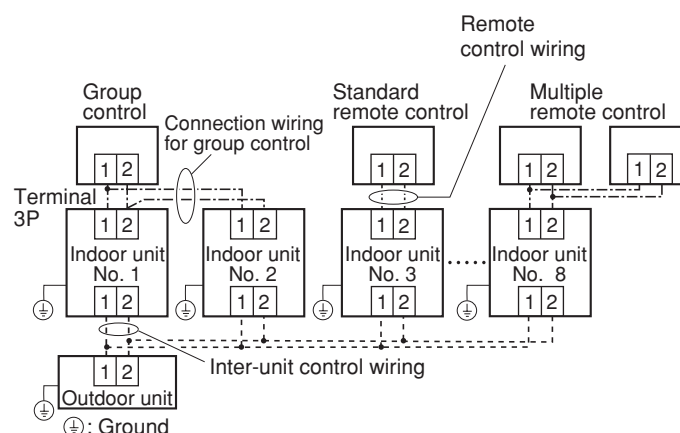 Remote
control wiring
Group
control
Standard
remote control
Multiple
remote control
Connection wiring
for group control
1 2
1 2
1 2
1 2
Terminal
3P
1 2
1 2
1 2
1 2
Indoor unit
No. 1
Indoor unit
No. 2
Indoor unit
No. 3
Indoor unit
No. 8
1 2
1 2
1 2
1 2
Inter-unit control wiring
1 2
Outdoor unit
: Ground